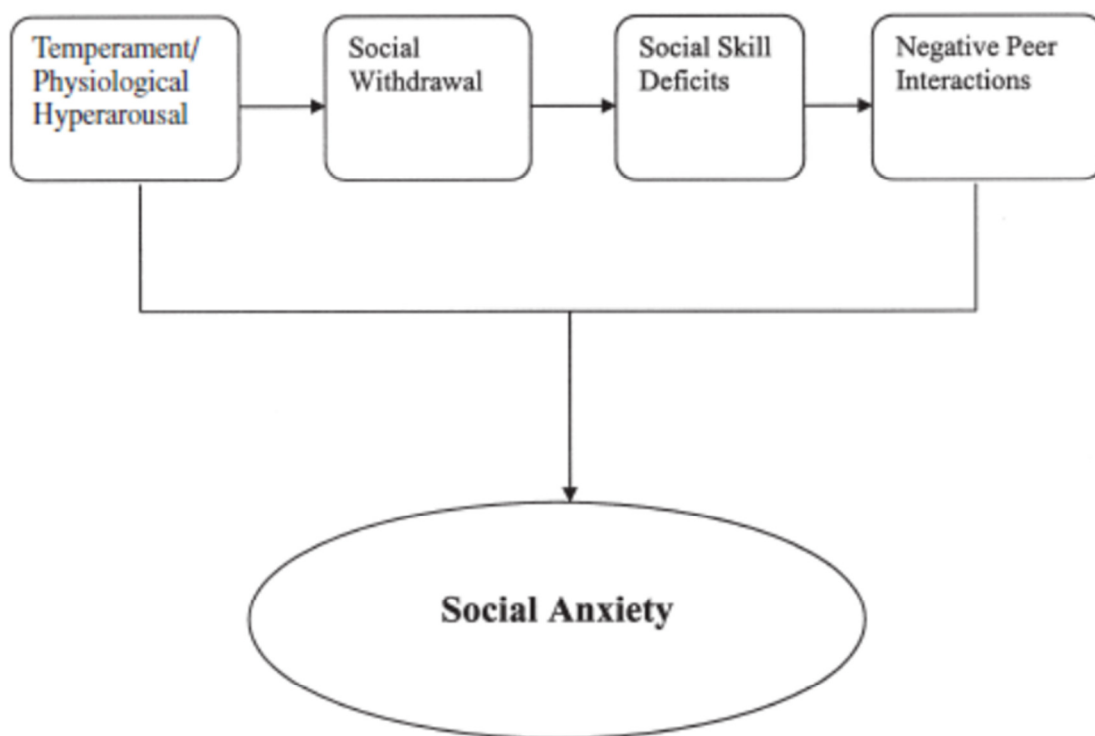 Temperament/
Physiological
Hyperarousal
Social
Withdrawal
Social Skill
Deficits
Negative Peer
Interactions
Social Anxiety